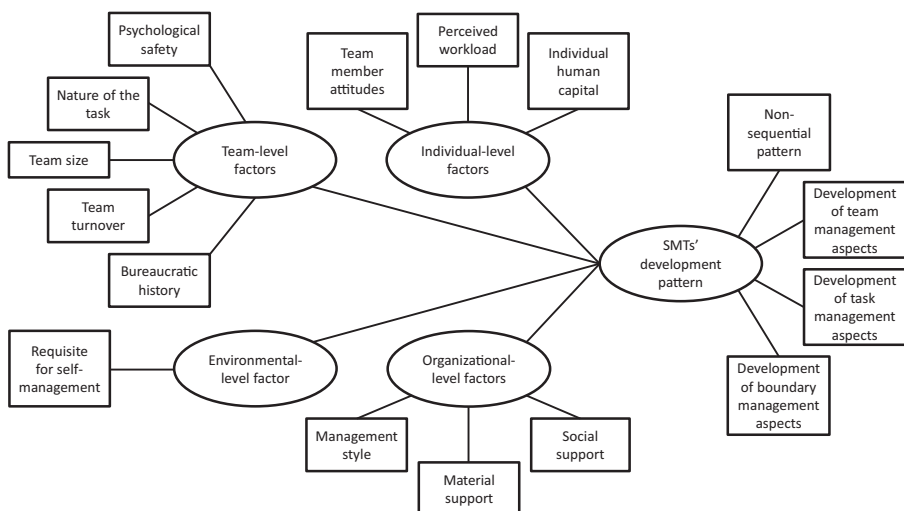 Psychological
safety
Nature of the
task
Team size
Team
turnover
Bureaucratic
history
Team-level
factors
Team
member
attitudes
Perceived
workload
Individual
human
capital
Individual-level
factors
Non-
sequential
pattern
Development
of team
management
aspects
SMTs’
development
pattern
Development
of task
management
aspects
Development
of boundary
management
aspects
Requisite
for self-
management
Environmental-
level factor
Organizational-
level factors
Management
style
Material
support
Social
support